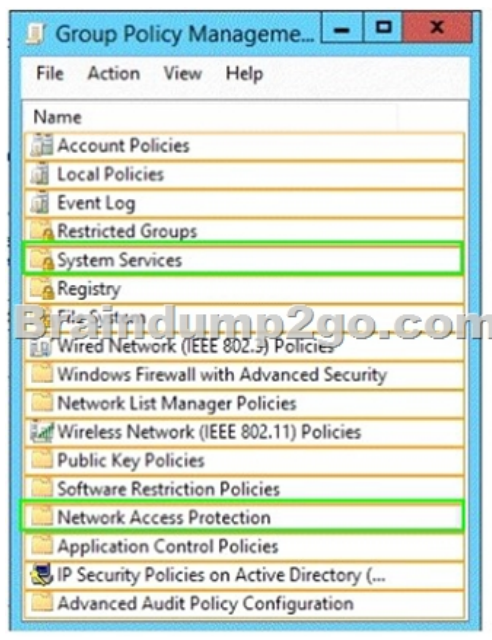 Group Policy Manageme...
File Action View Help
Name
Account Policies
Local Policies
Event Log
Restricted Groups
System Services
Registry
File System
Braindump2go.com
Wired Network (IEEE 802.3) Policies
Windows Firewall with Advanced Security
Network List Manager Policies
Wireless Network (IEEE 802.11) Policies
Public Key Policies
Software Restriction Policies
Network Access Protection
Application Control Policies
IP Security Policies on Active Directory (...
Advanced Audit Policy Configuration